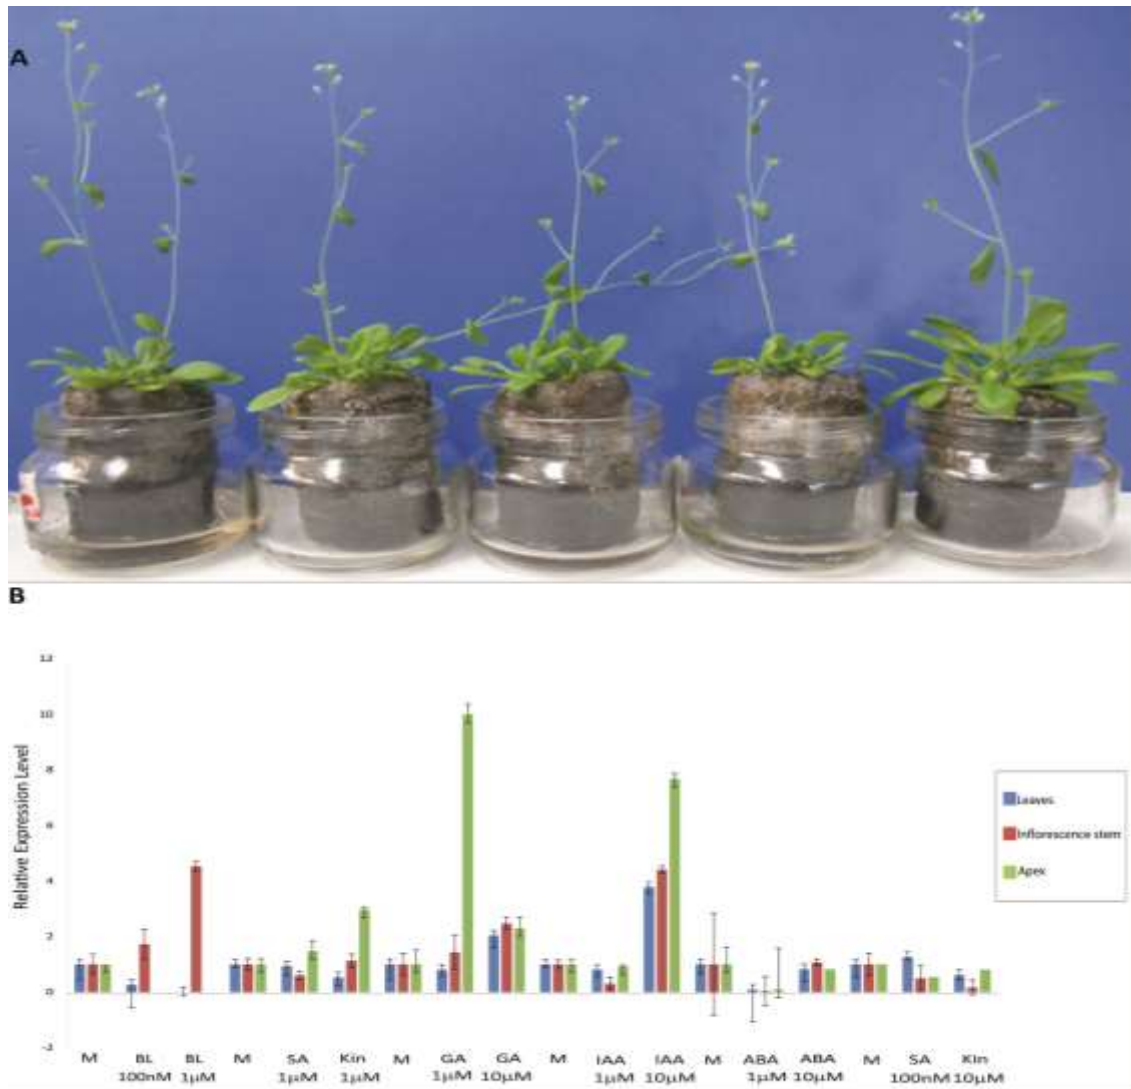 A
B
12
10
8
6
4
2
0
-2
Relative Expression Level
M BL BL M SA Kin M GA GA M IAA IAA M ABA ABA M SA Kin
100nM 1µM 1µM 1µM 1µM 10µM 1µM 10µM 1µM 10µM 100nM 10µM
Leaves
Inflorescence stem
Apex